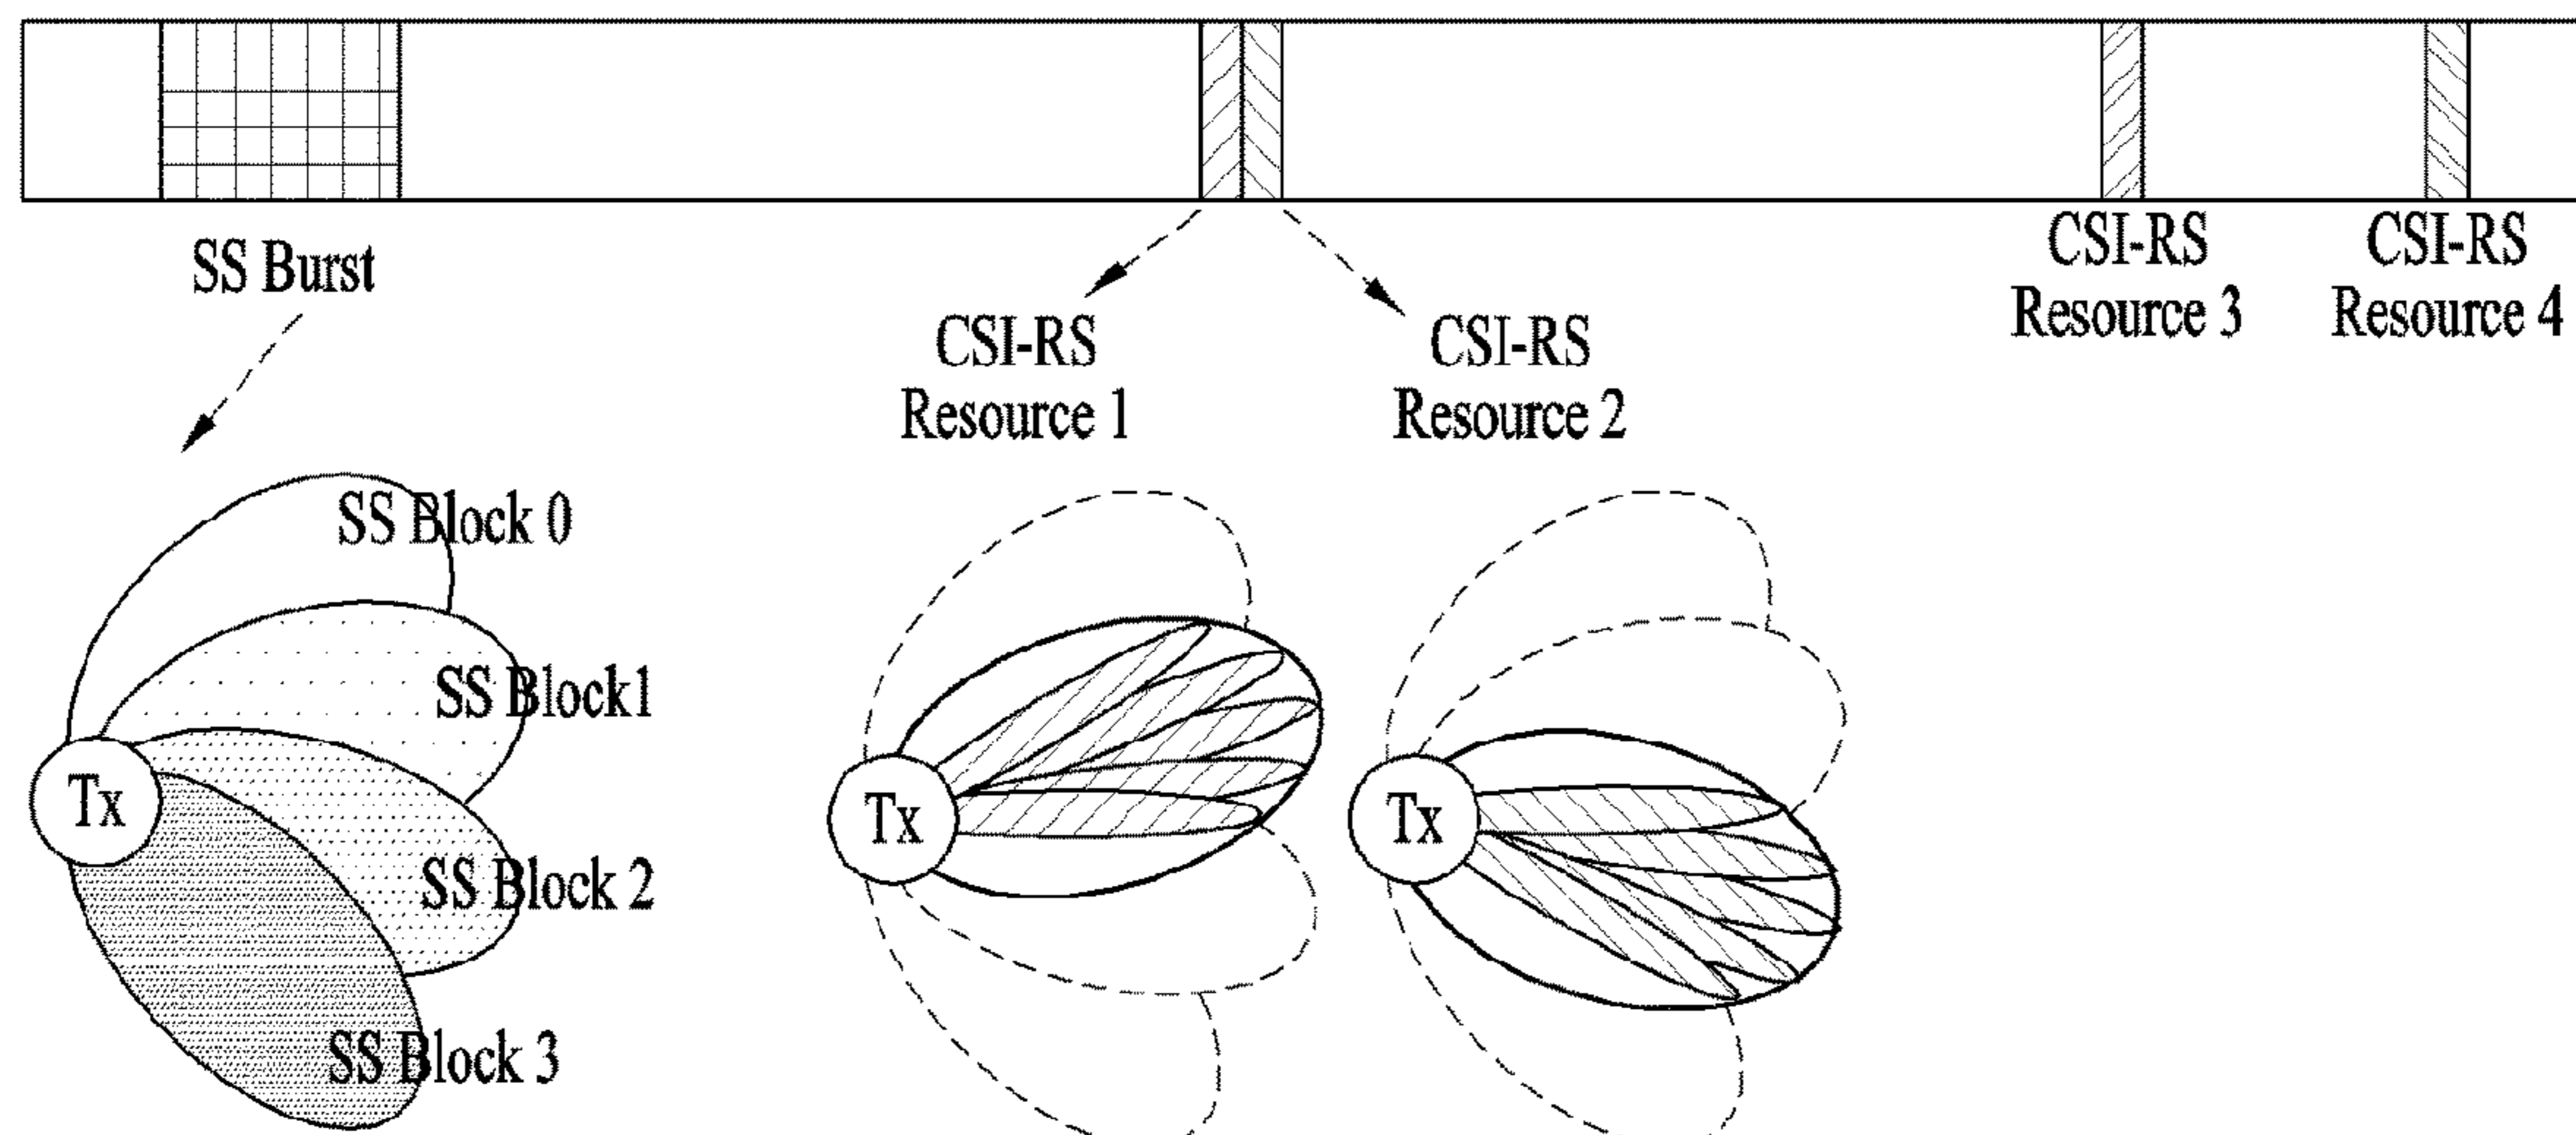 SS Burst
CSI-RS
Resource 1
CSI-RS
Resource 2
CSI-RS
Resource 3
CSI-RS
Resource 4
SS Block 0
SS Block1
SS Block 2
SS Block 3
Tx
Tx
Tx